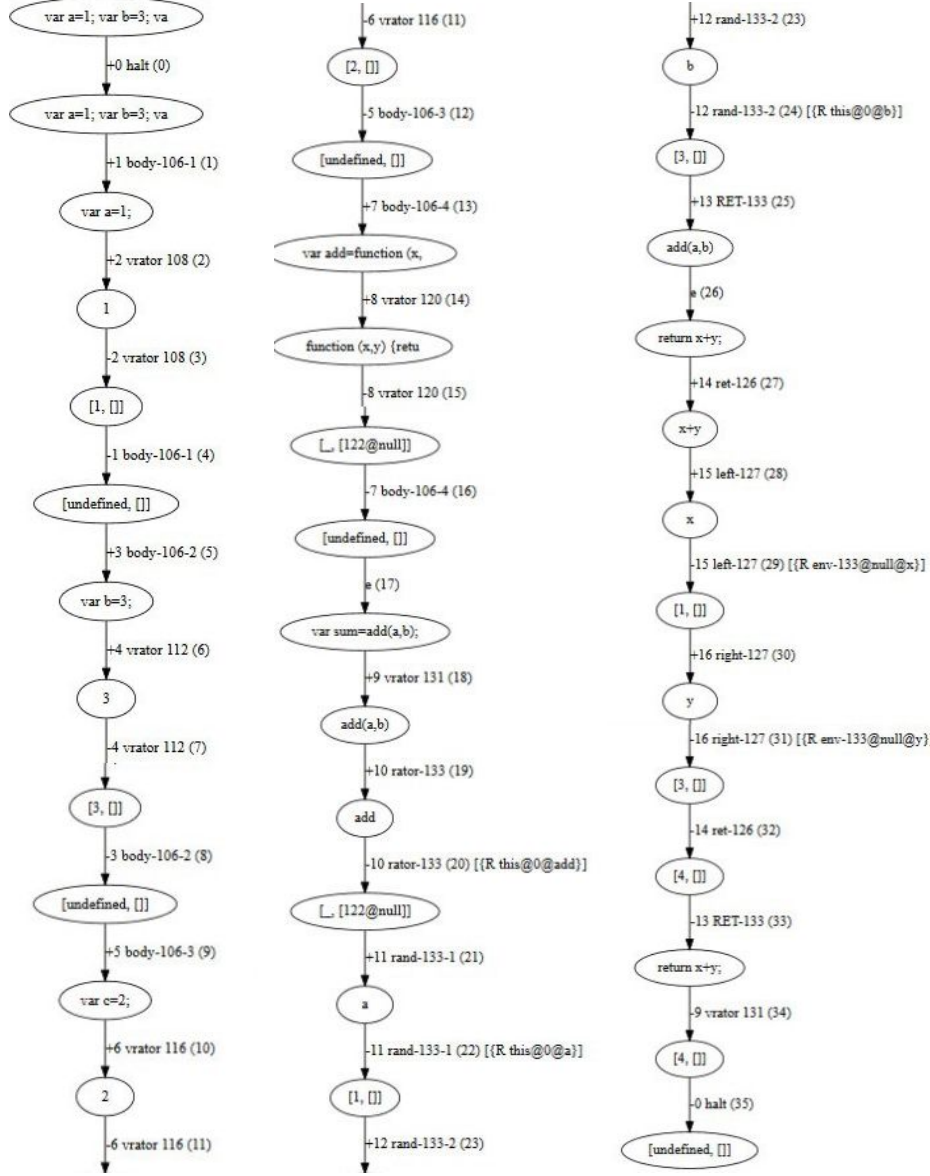 var a=1; var b=3; va
+0 halt (0)
var a=1; var b=3; va
+1 body-106-1 (1)
var a=1;
+2 vrator 108 (2)
1
-2 vrator 108 (3)
[1, []]
-1 body-106-1 (4)
[undefined, []]
+3 body-106-2 (5)
var b=3;
+4 vrator 112 (6)
3
-4 vrator 112 (7)
[3, []]
-3 body-106-2 (8)
[undefined, []]
+5 body-106-3 (9)
var c=2;
+6 vrator 116 (10)
2
-6 vrator 116 (11)
-6 vrator 116 (11)
[2, []]
-5 body-106-3 (12)
[undefined, []]
+7 body-106-4 (13)
var add=function (x,
+8 vrator 120 (14)
function (x,y) {retu
-8 vrator 120 (15)
[_, [122@null]]
-7 body-106-4 (16)
[undefined, []]
e (17)
var sum=add(a,b);
+9 vrator 131 (18)
add(a,b)
+10 rator-133 (19)
add
-10 rator-133 (20) [{R this@0@add}]
[_, [122@null]]
+11 rand-133-1 (21)
a
-11 rand-133-1 (22) [{R this@0@a}]
[1, []]
+12 rand-133-2 (23)
+12 rand-133-2 (23)
b
-12 rand-133-2 (24) [{R this@0@b}]
[3, []]
+13 RET-133 (25)
add(a,b)
e (26)
return x+y;
+14 ret-126 (27)
x+y
+15 left-127 (28)
x
-15 left-127 (29) [{R env-133@null@x}]
[1, []]
+16 right-127 (30)
y
-16 right-127 (31) [{R env-133@null@y}
[3, []]
-14 ret-126 (32)
[4, []]
-13 RET-133 (33)
return x+y;
-9 vrator 131 (34)
[4, []]
-0 halt (35)
[undefined, []]